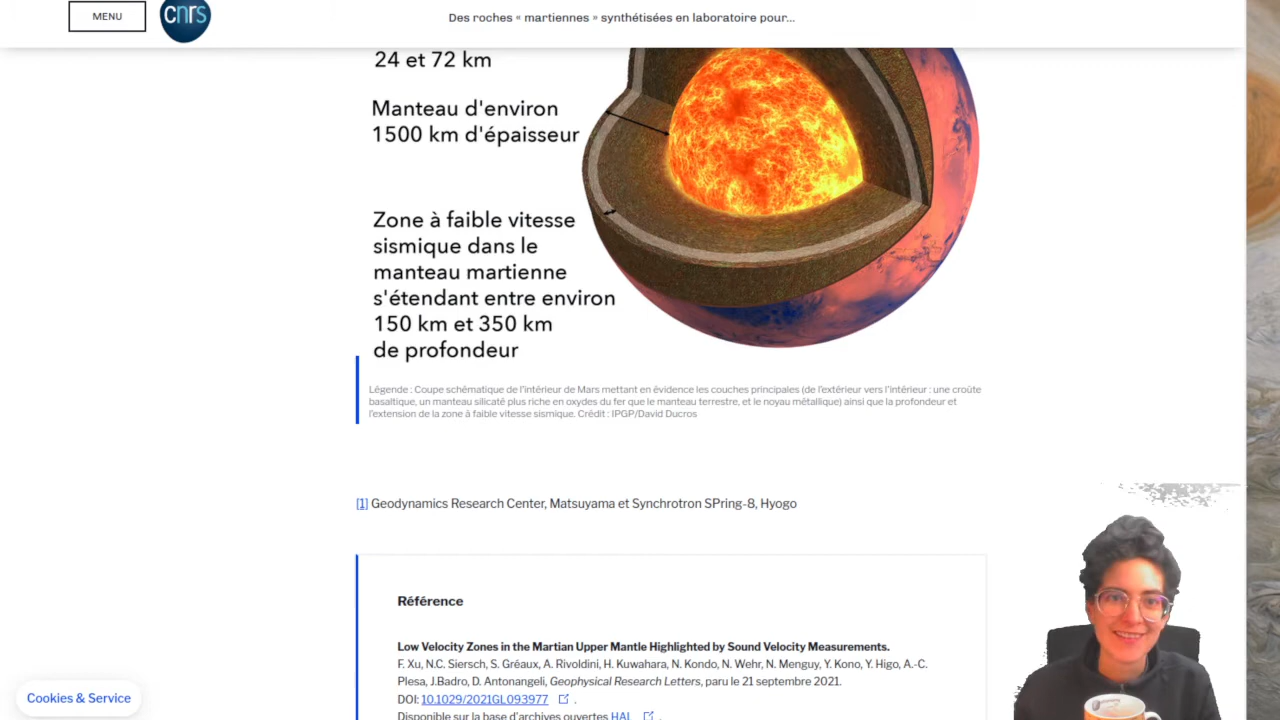 MENU
cnrs
Des roches « martiennes » synthétisées en laboratoire pour...
24 et 72 km
Manteau d'environ
1500 km d'épaisseur
Zone à faible vitesse
sismique dans le
manteau martienne
s'étendant entre environ
150 km et 350 km
de profondeur
Légende : Coupe schématique de l'intérieur de Mars mettant en évidence les couches principales (de l'extérieur vers l'intérieur : une croûte
basaltique, un manteau silicaté plus riche en oxydes du fer que le manteau terrestre, et le noyau métallique) ainsi que la profondeur et
l'extension de la zone à faible vitesse sismique. Crédit : IPGP/David Ducros
[1] Geodynamics Research Center, Matsuyama et Synchrotron SPring-8, Hyogo
Référence
Low Velocity Zones in the Martian Upper Mantle Highlighted by Sound Velocity Measurements.
F. Xu, N.C. Siersch, S. Gréaux, A. Rivoldini, H. Kuwahara, N. Kondo, N. Wehr, N. Menguy, Y. Kono, Y. Higo, A.-C.
Plesa, J.Badro, D. Antonangeli, Geophysical Research Letters, paru le 21 septembre 2021.
DOI: 10.1029/2021GL093977 .
Disponible sur la base d'archives ouvertes HAL .
Cookies & Service